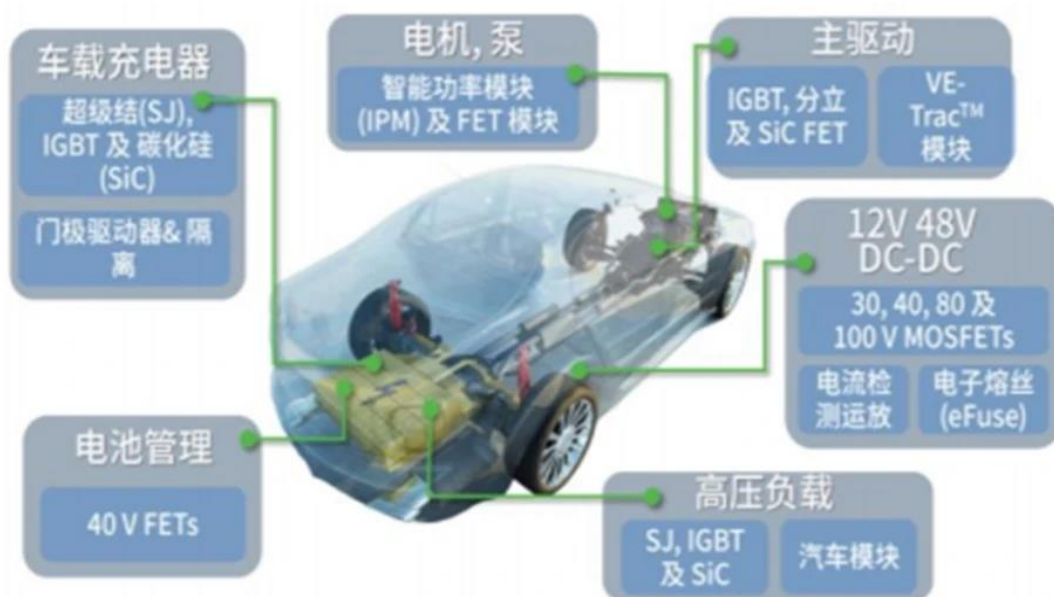 车载充电器
超级结(SJ),
IGBT 及 碳化硅
(SiC)
门极驱动器& 隔
离
电机, 泵
智能功率模块
(IPM) 及 FET 模块
主驱动
IGBT, 分立
及 SiC FET
VE-
Trac™
模块
12V 48V
DC-DC
30, 40, 80 及
100 V MOSFETs
电流检
测运放
电子熔丝
(eFuse)
电池管理
40 V FETs
高压负载
SJ, IGBT
及 SiC
汽车模块